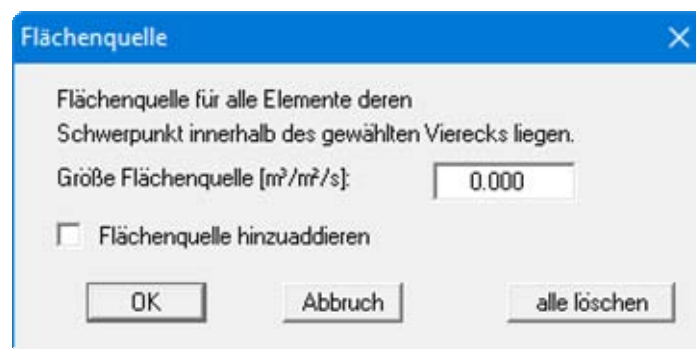 Flächenquelle
Flächenquelle für alle Elemente deren
Schwerpunkt innerhalb des gewählten Vierecks liegen.
Größe Flächenquelle [m³/m²/s]: 0.000
Flächenquelle hinzuaddieren
OK Abbruch alle löschen